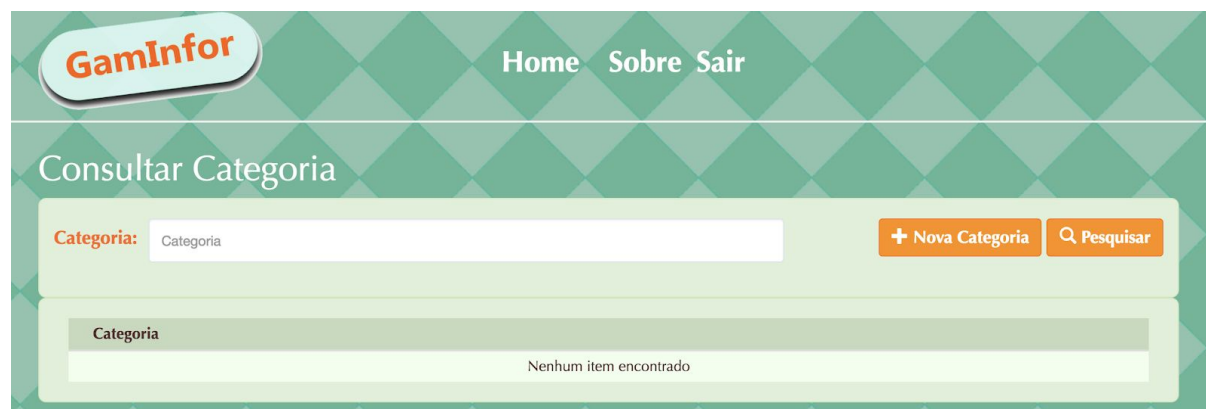 GamInfor
Home Sobre Sair
Consultar Categoria
Categoria: Categoria Nova Categoria Pesquisar
Categoria
Nenhum item encontrado